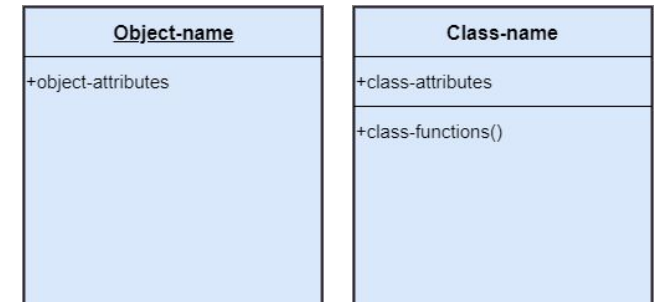 Object-name
+object-attributes
Class-name
+class-attributes
+class-functions()